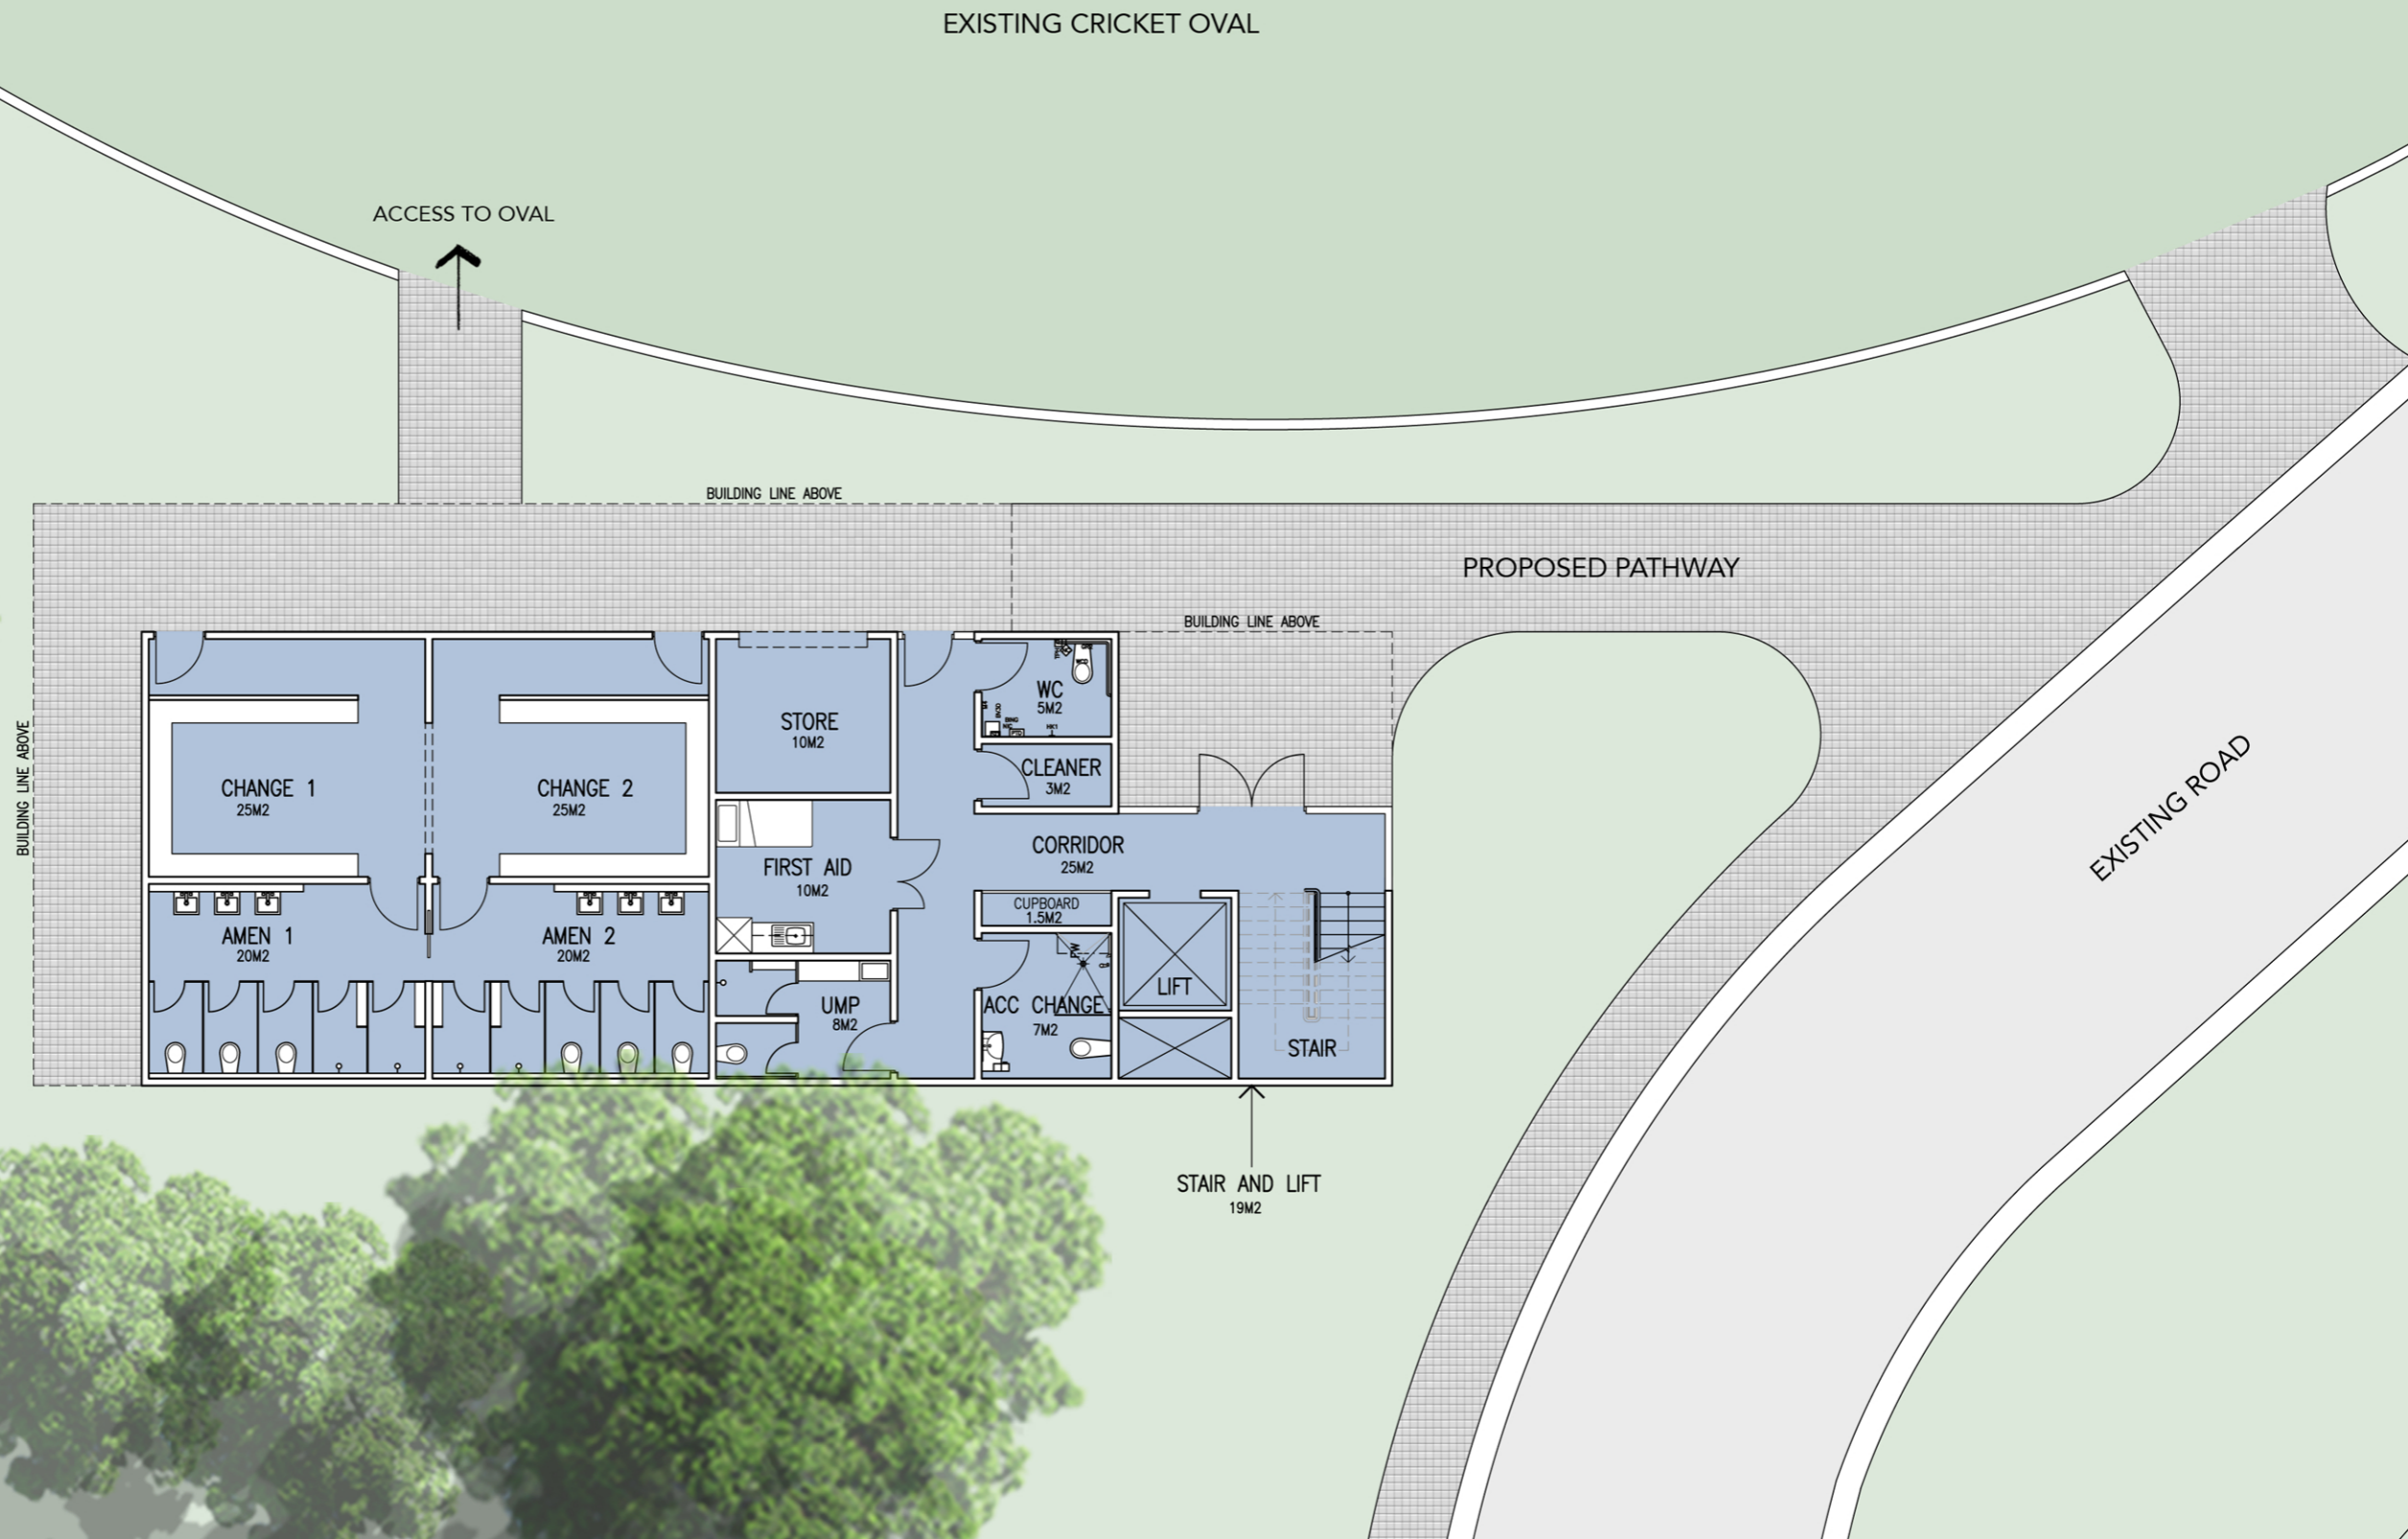 EXISTING CRICKET OVAL
ACCESS TO OVAL
BUILDING LINE ABOVE
PROPOSED PATHWAY
BUILDING LINE ABOVE
BUILDING LINE ABOVE
WC
5M2
STORE
10M2
CLEANER
3M2
CHANGE 1
25M2
CHANGE 2
25M2
EXISTING ROAD
CORRIDOR
25M2
FIRST AID
10M2
CUPBOARD
1.5M2
AMEN 1
20M2
AMEN 2
20M2
LIFT
UMP
8M2
ACC CHANGE
7M2
STAIR
STAIR AND LIFT
19M2